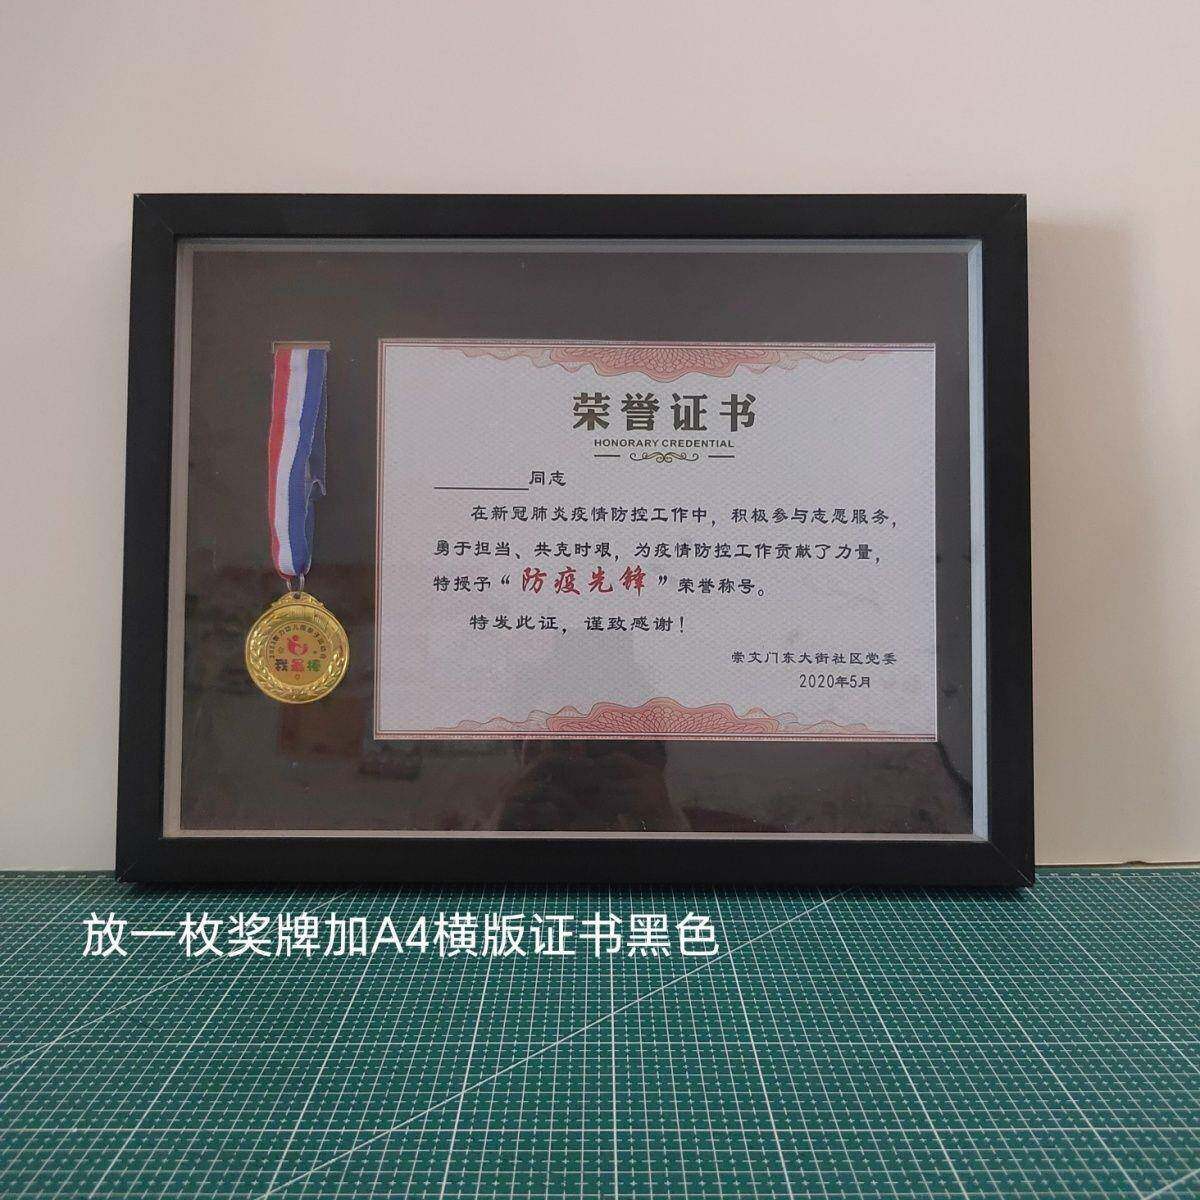 荣誉证书
HONORARY CREDENTIAL
同志
在新冠肺炎疫情防控工作中，积极参与志愿服务，
勇于担当、共克时艰，为疫情防控工作贡献了力量，
特授予“防疫先锋”荣誉称号。
特发此证，谨致感谢！
崇文门东大街社区党委
2020年5月
我最棒
放一枚奖牌加A4横版证书黑色